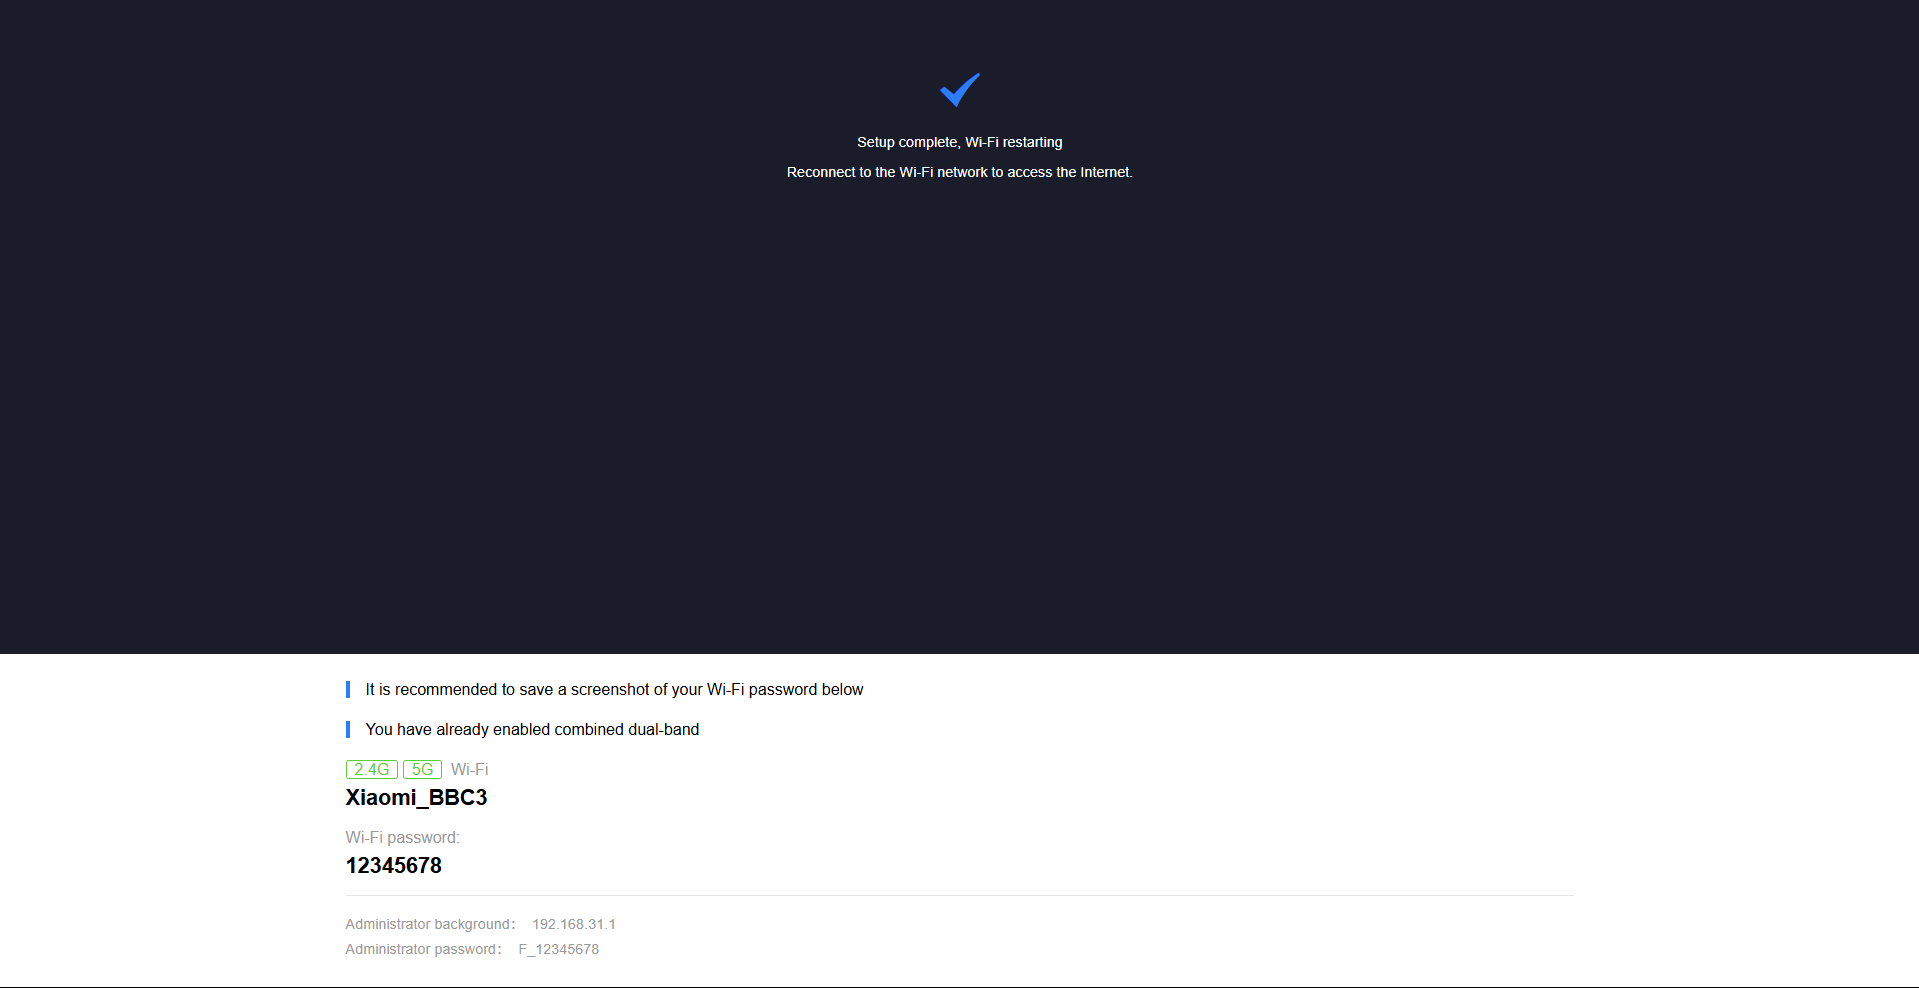 Setup complete, Wi-Fi restarting
Reconnect to the Wi-Fi network to access the Internet.
It is recommended to save a screenshot of your Wi-Fi password below
You have already enabled combined dual-band
2.4G 5G Wi-Fi
Xiaomi_BBC3
Wi-Fi password:
12345678
Administrator background： 192.168.31.1
Administrator password： F_12345678